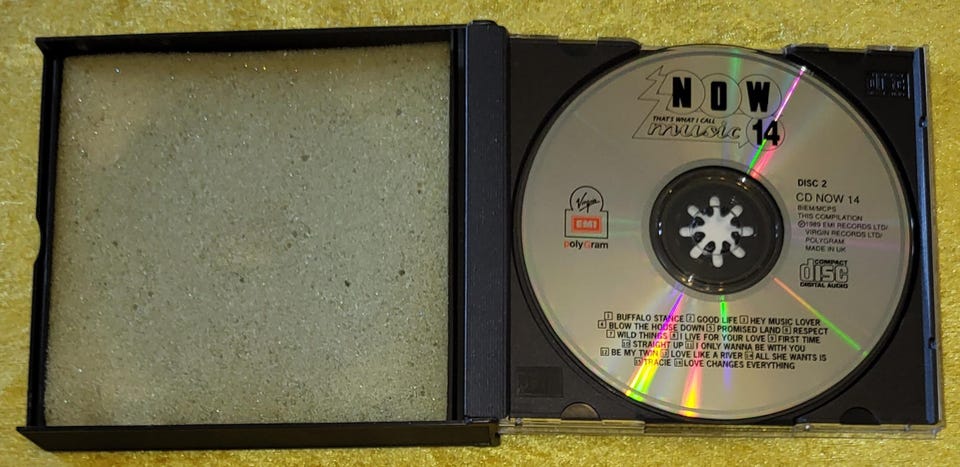 NOW
THAT'S WHAT I CALL
music 14
DISC 2
CD NOW 14
BIEM/MCPS
THIS COMPILATION
℗1989 EMI RECORDS LTD/
VIRGIN RECORDS LTD/
POLYGRAM
MADE IN UK
Virgin
EMI
polyGram
COMPACT
disc
DIGITAL AUDIO
1 BUFFALO STANCE 2 GOOD LIFE 3 HEY MUSIC LOVER
4 BLOW THE HOUSE DOWN 5 PROMISED LAND 6 RESPECT
7 WILD THINGS 8 I LIVE FOR YOUR LOVE 9 FIRST TIME
10 STRAIGHT UP 11 I ONLY WANNA BE WITH YOU
12 BE MY TWIN 13 LOVE LIKE A RIVER 14 ALL SHE WANTS IS
15 TRACIE 16 LOVE CHANGES EVERYTHING
disc